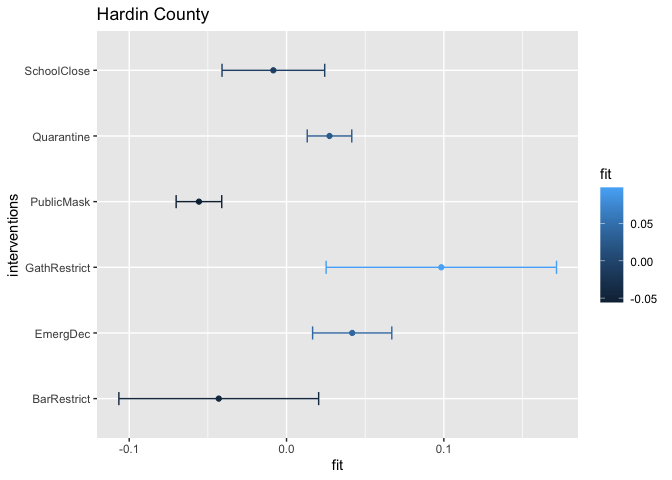 Hardin County
SchoolClose
Quarantine
PublicMask
GathRestrict
EmergDec
BarRestrict
interventions
-0.1
0.0
0.1
fit
fit
0.05
0.00
-0.05